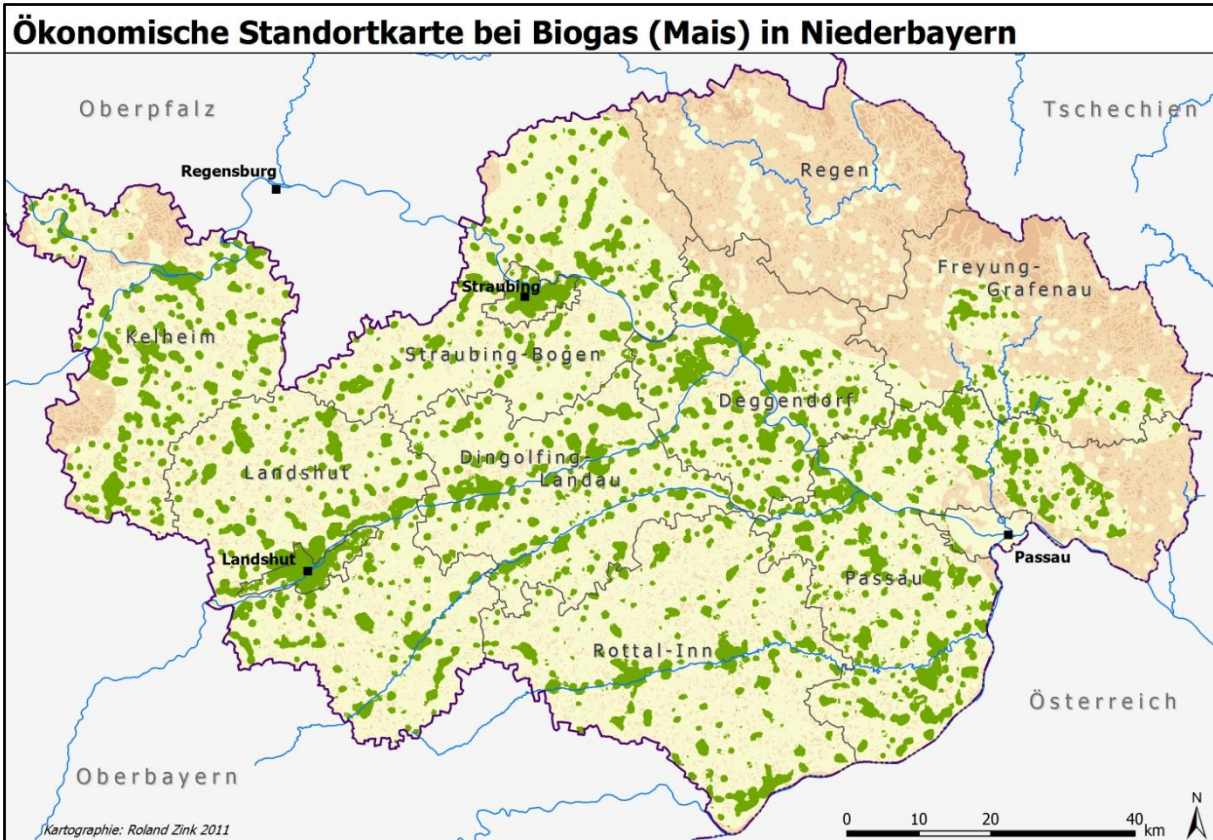 Ökonomische Standortkarte bei Biogas (Mais) in Niederbayern
Oberpfalz
Tschechien
Regensburg
Regen
Freyung-
Grafenau
Straubing
Kelheim
Straubing-Bogen
Deggendorf
Landshut
Dingolfing-
Landau
Landshut
Passau
Passau
Rottal-Inn
Österreich
Oberbayern
N
Kartographie: Roland Zink 2011
0 10 20 40
km